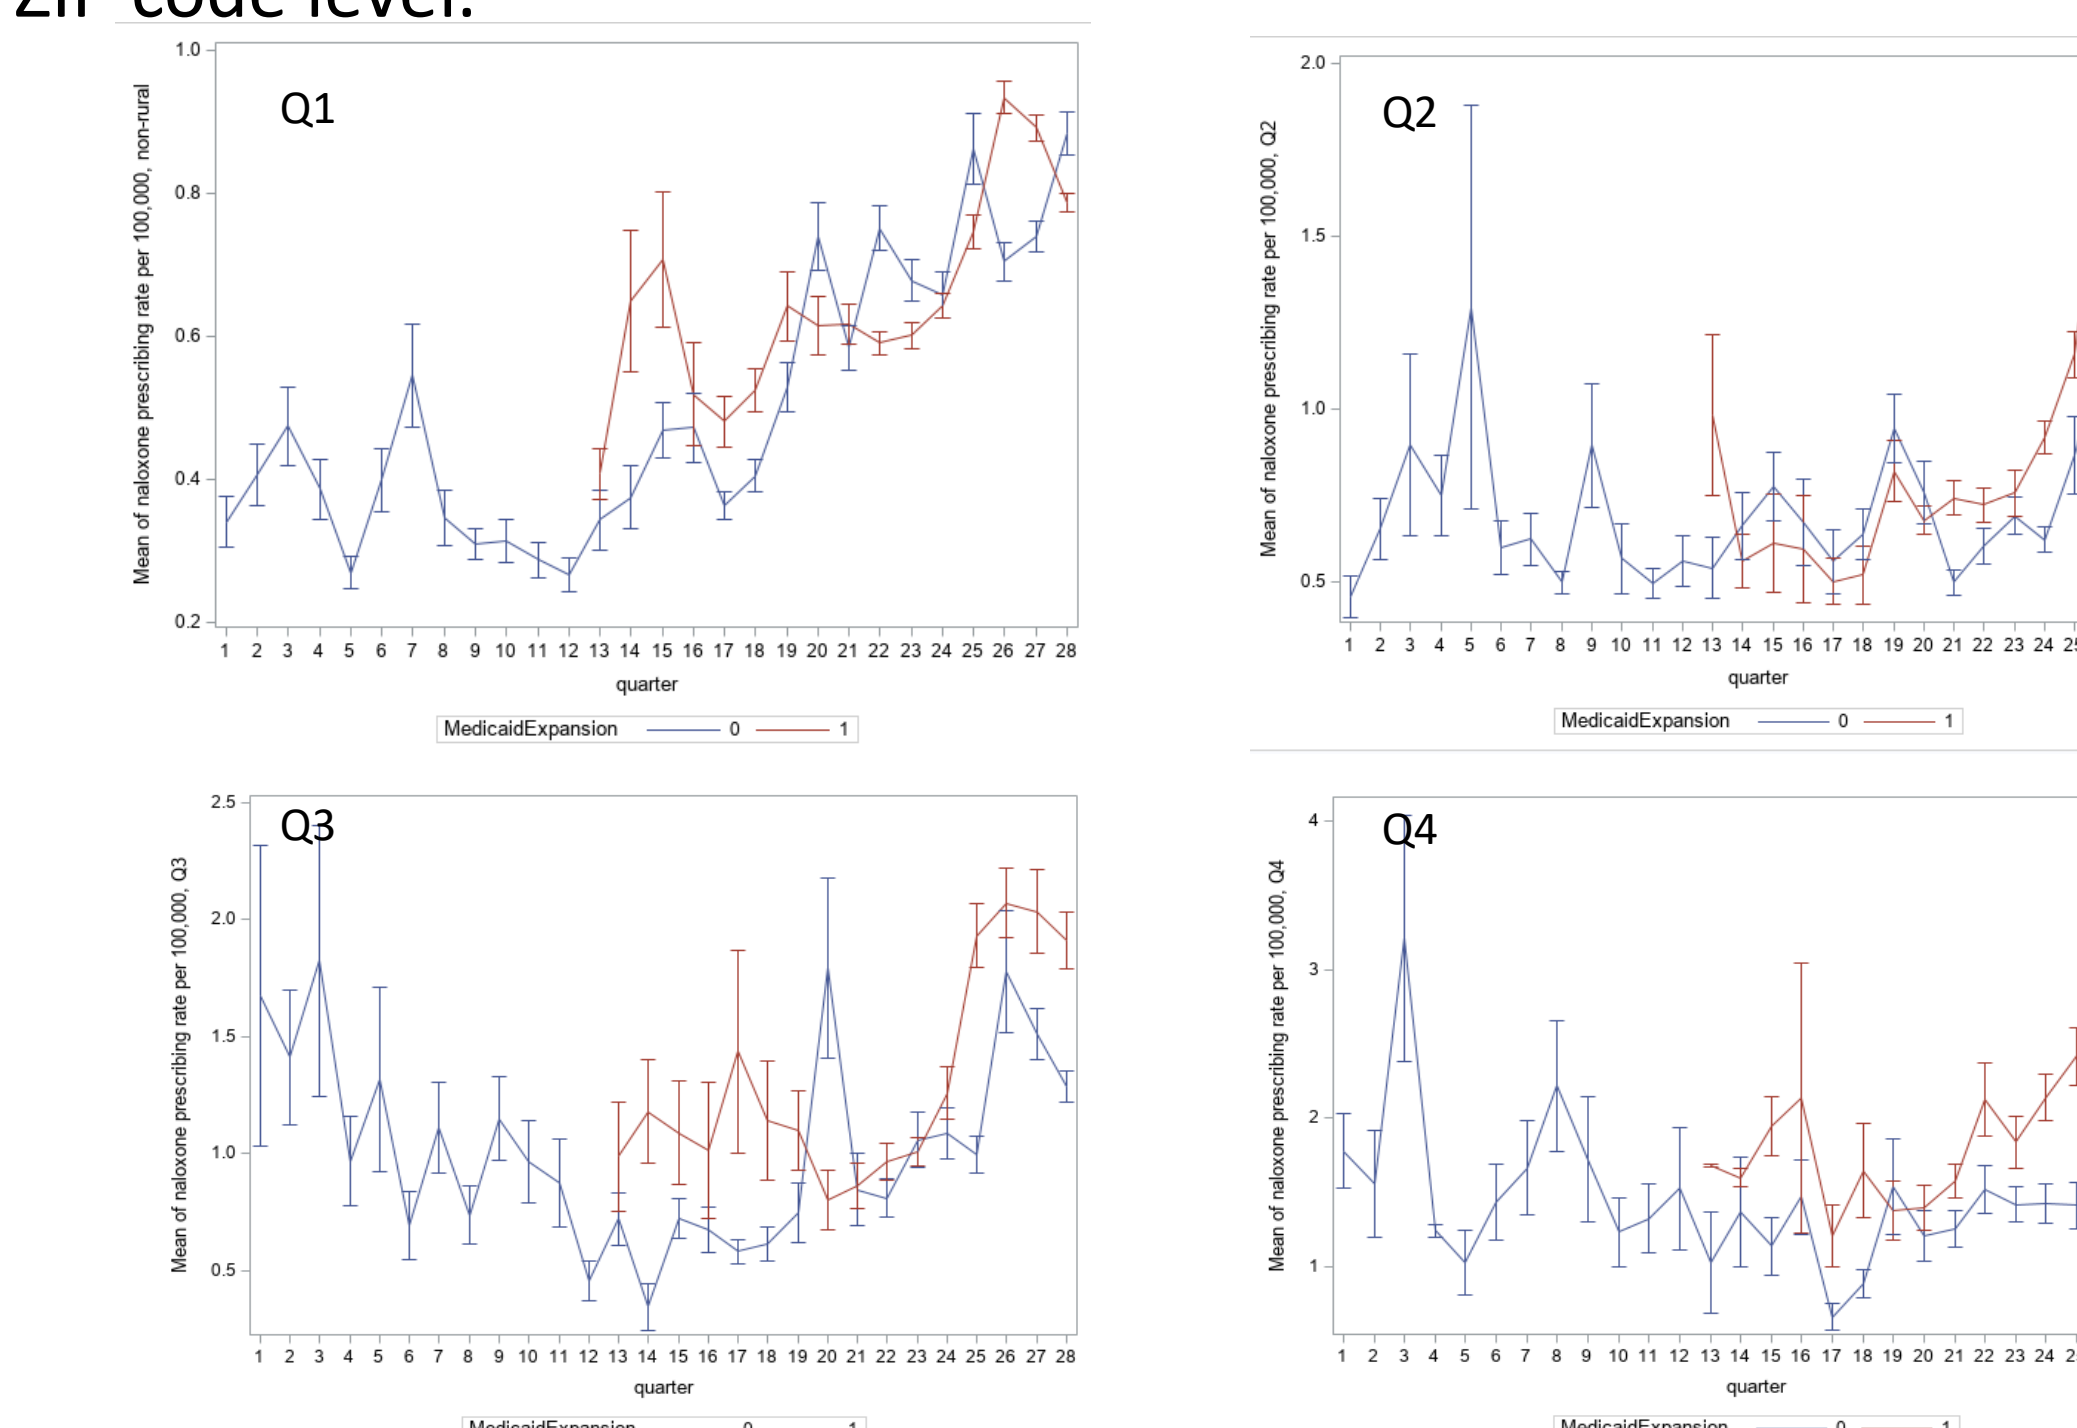 ZIP code level.
1.0
0.8
0.6
0.4
0.2
Mean of naloxone prescribing rate per 100,000, non-rural
Q1
1 2 3 4 5 6 7 8 9 10 11 12 13 14 15 16 17 18 19 20 21 22 23 24 25 26 27 28
quarter
MedicaidExpansion 0 1
2.0
1.5
1.0
0.5
Mean of naloxone prescribing rate per 100,000, Q2
Q2
1 2 3 4 5 6 7 8 9 10 11 12 13 14 15 16 17 18 19 20 21 22 23 24
quarter
MedicaidExpansion 0 1
2.5
2.0
1.5
1.0
0.5
Mean of naloxone prescribing rate per 100,000, Q3
Q3
1 2 3 4 5 6 7 8 9 10 11 12 13 14 15 16 17 18 19 20 21 22 23 24 25 26 27 28
quarter
MedicaidExpansion 0 1
4
3
2
1
Mean of naloxone prescribing rate per 100,000, Q4
Q4
1 2 3 4 5 6 7 8 9 10 11 12 13 14 15 16 17 18 19 20 21 22 23 24
quarter
MedicaidExpansion 0 1